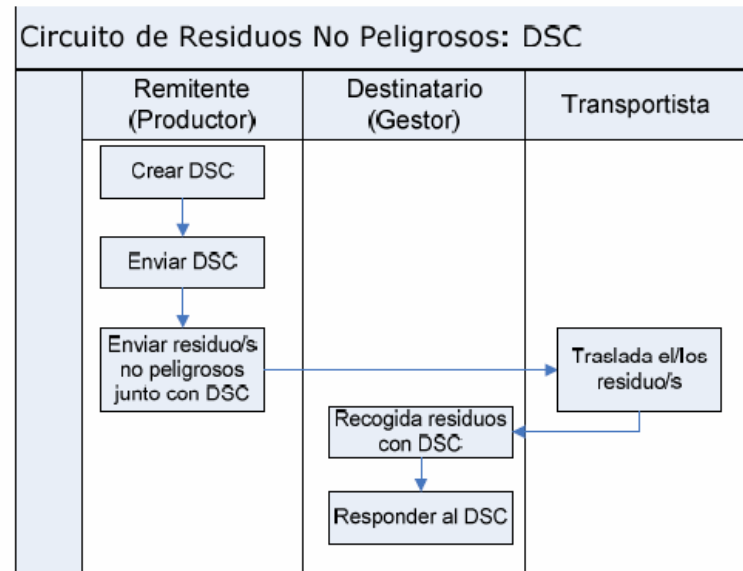 Circuito de Residuos No Peligrosos: DSC
Remitente
(Productor)
Destinatario
(Gestor)
Transportista
Crear DSC
Enviar DSC
Enviar residuo/s
no peligrosos
junto con DSC
Traslada el/los
residuo/s
Recogida residuos
con DSC
Responder al DSC